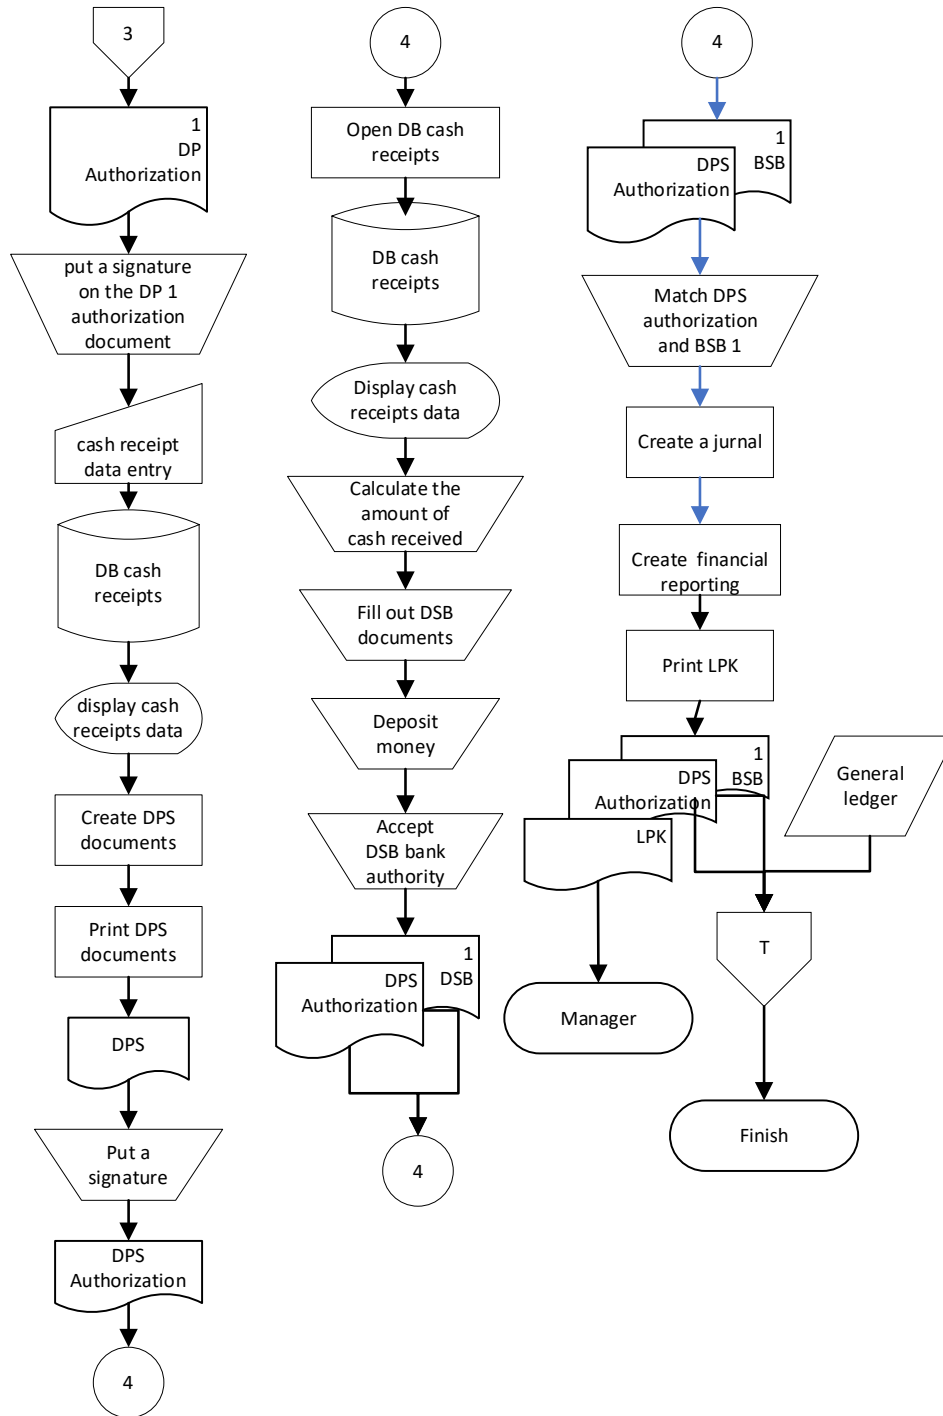 3
1
DP
Authorization
put a signature
on the DP 1
authorization
document
cash receipt
data entry
DB cash
receipts
display cash
receipts data
Create DPS
documents
Print DPS
documents
DPS
Put a
signature
DPS
Authorization
4
4
Open DB cash
receipts
DB cash
receipts
Display cash
receipts data
Calculate the
amount of
cash received
Fill out DSB
documents
Deposit
money
Accept
DSB bank
authority
1
DSB
DPS
Authorization
4
4
1
BSB
DPS
Authorization
Match DPS
authorization
and BSB 1
Create a jurnal
Create  financial
reporting
Print LPK
1
BSB
DPS
Authorization
LPK
General
ledger
T
Manager
Finish